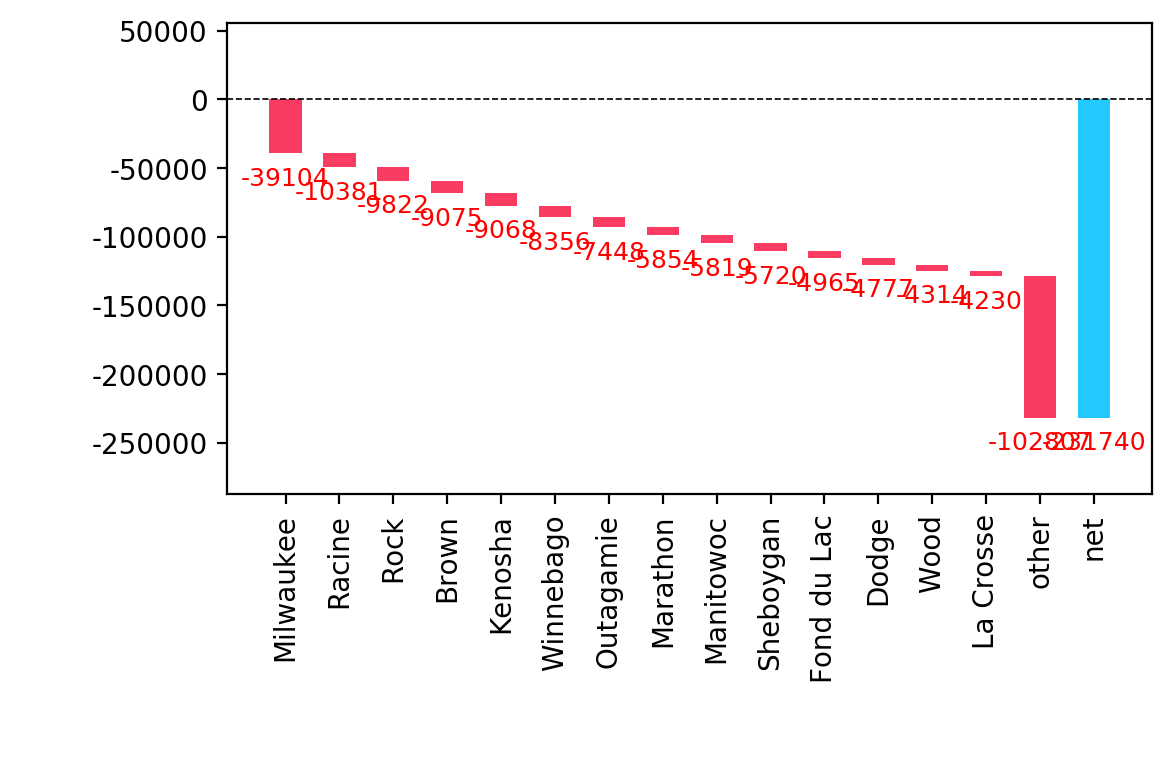 50000
0
-50000
-100000
-150000
-200000
-250000
-39104
-10381
-9822
-9075
-9068
-8356
-7448
-5854
-5819
-5720
-4965
-4777
-4314
-4230
-102807
-231740
Milwaukee
Racine
Rock
Brown
Kenosha
Winnebago
Outagamie
Marathon
Manitowoc
Sheboygan
Fond du Lac
Dodge
Wood
La Crosse
other
net